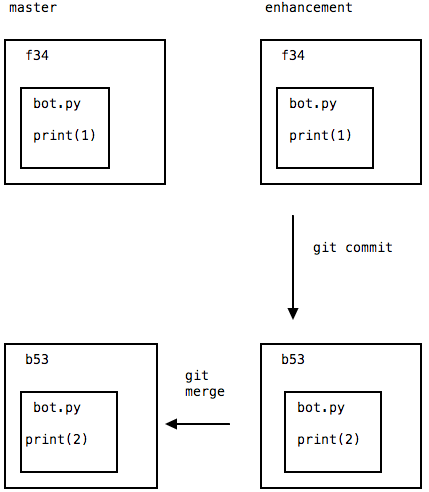 master
enhancement
f34
bot.py
print(1)
f34
bot.py
print(1)
git commit
b53
bot.py
print(2)
git
merge
b53
bot.py
print(2)